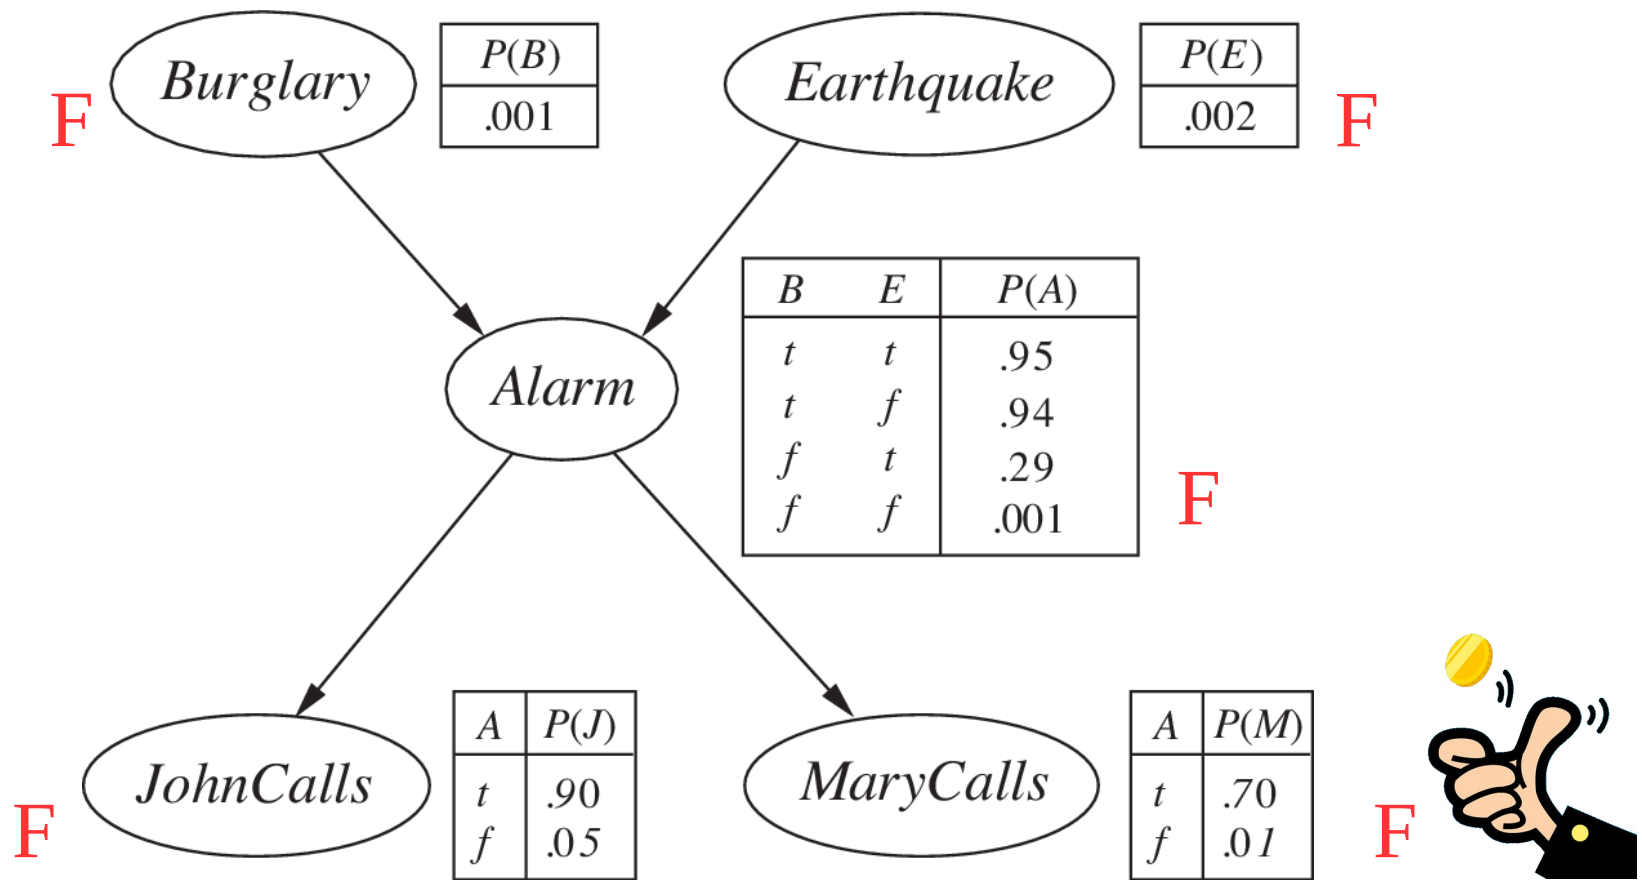 Burglary
P(B)
.001
F
Earthquake
P(E)
.002
F
Alarm
B E P(A)
t t .95
t f .94
f t .29
f f .001
F
JohnCalls
A P(J)
t .90
f .05
F
MaryCalls
A P(M)
t .70
f .01
F